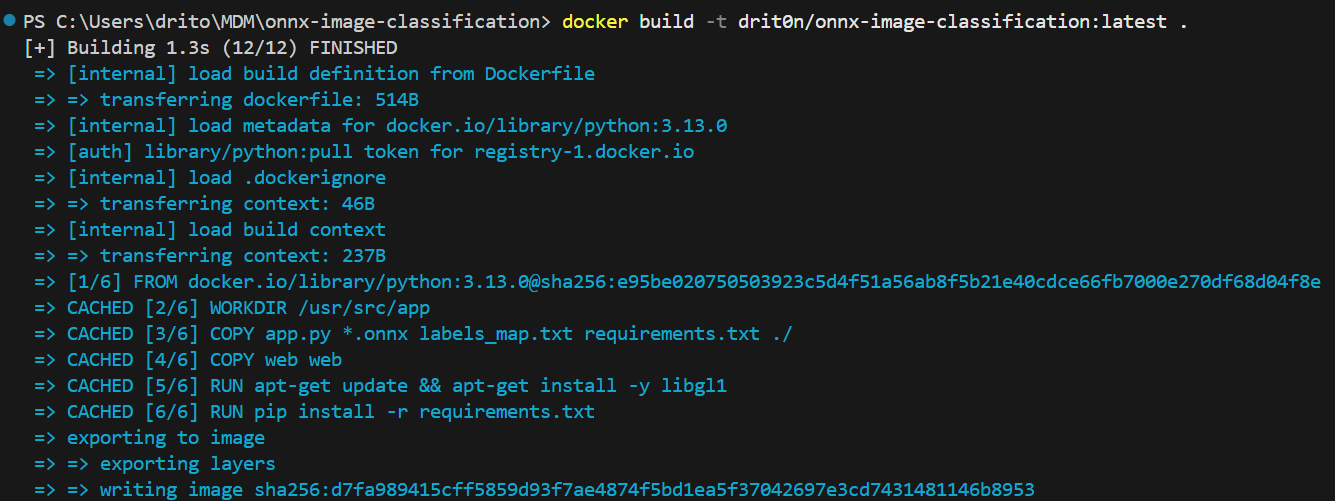 PS C:\Users\drito\MDM\onnx-image-classification> docker build -t drit0n/onnx-image-classification:latest .
[+] Building 1.3s (12/12) FINISHED
=> [internal] load build definition from Dockerfile
=> => transferring dockerfile: 514B
=> [internal] load metadata for docker.io/library/python:3.13.0
=> [auth] library/python:pull token for registry-1.docker.io
=> [internal] load .dockerignore
=> => transferring context: 46B
=> [internal] load build context
=> => transferring context: 237B
=> [1/6] FROM docker.io/library/python:3.13.0@sha256:e95be020750503923c5d4f51a56ab8f5b21e40cdce66fb7000e270df68d04f8e
=> CACHED [2/6] WORKDIR /usr/src/app
=> CACHED [3/6] COPY app.py *.onnx labels_map.txt requirements.txt ./
=> CACHED [4/6] COPY web web
=> CACHED [5/6] RUN apt-get update && apt-get install -y libgl1
=> CACHED [6/6] RUN pip install -r requirements.txt
=> exporting to image
=> => exporting layers
=> => writing image sha256:d7fa989415cff5859d93f7ae4874f5bd1ea5f37042697e3cd7431481146b8953